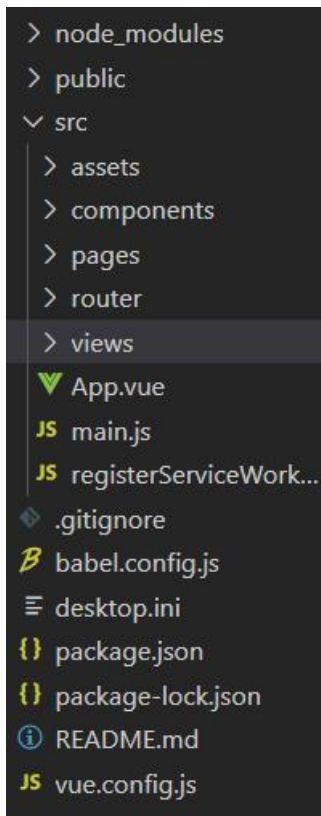 node_modules
public
src
assets
components
pages
router
views
App.vue
JS main.js
JS registerServiceWork...
.gitignore
babel.config.js
desktop.ini
{} package.json
{} package-lock.json
README.md
JS vue.config.js